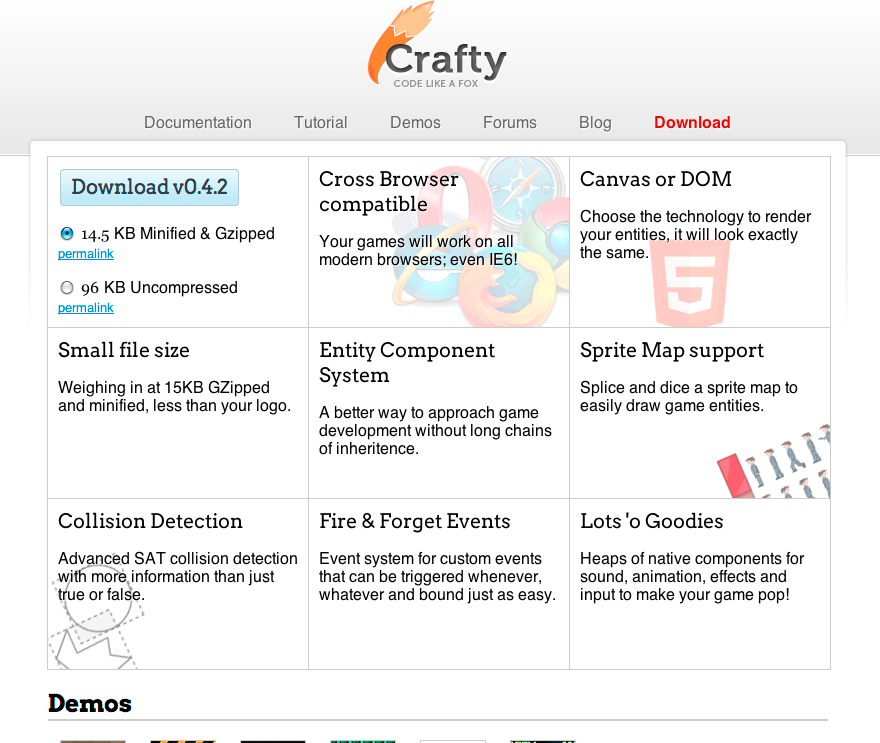 Crafty
CODE LIKE A FOX
Documentation Tutorial Demos Forums Blog Download
Download v0.4.2
14.5 KB Minified & Gzipped
permalink
96 KB Uncompressed
permalink
Cross Browser
compatible
Your games will work on all
modern browsers; even IE6!
Canvas or DOM
Choose the technology to render
your entities, it will look exactly
the same.
5
Small file size
Weighing in at 15KB GZipped
and minified, less than your logo.
Entity Component
System
A better way to approach game
development without long chains
of inheritence.
Sprite Map support
Splice and dice a sprite map to
easily draw game entities.
Collision Detection
Advanced SAT collision detection
with more information than just
true or false.
Fire & Forget Events
Event system for custom events
that can be triggered whenever,
whatever and bound just as easy.
Lots 'o Goodies
Heaps of native components for
sound, animation, effects and
input to make your game pop!
Demos